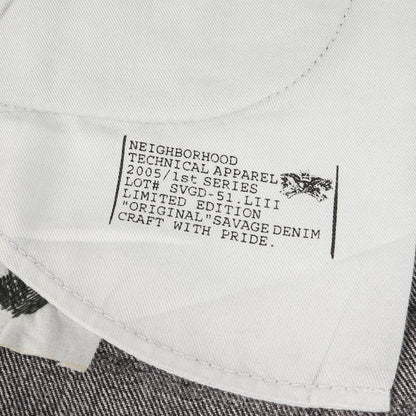 NEIGHBORHOOD
TECHNICAL APPAREL
2005/1st SERIES
LOT# SVGD-51.LIII
LIMITED EDITION
"ORIGINAL"SAVAGE DENIM
CRAFT WITH PRIDE.